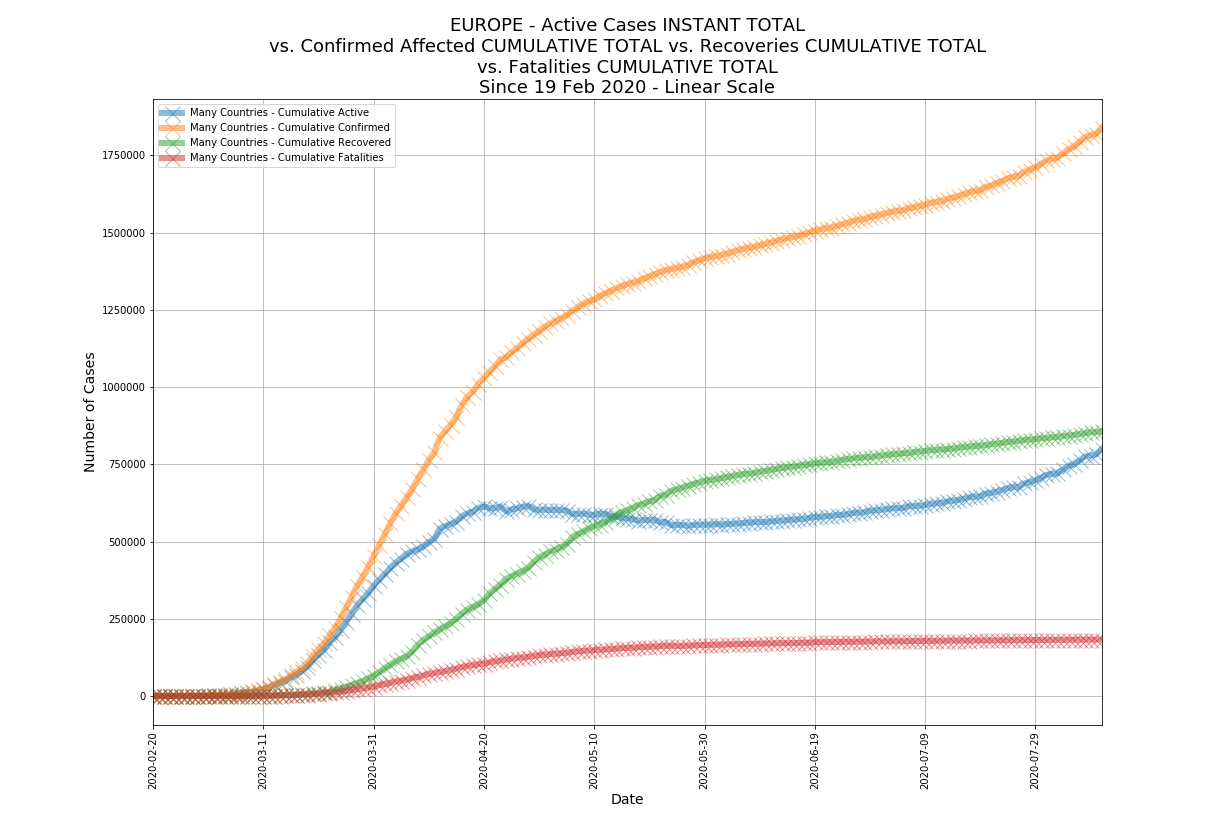 EUROPE - Active Cases INSTANT TOTAL
vs. Confirmed Affected CUMULATIVE TOTAL vs. Recoveries CUMULATIVE TOTAL
vs. Fatalities CUMULATIVE TOTAL
Since 19 Feb 2020 - Linear Scale
Many Countries - Cumulative Active
Many Countries - Cumulative Confirmed
Many Countries - Cumulative Recovered
Many Countries - Cumulative Fatalities
Number of Cases
1750000
1500000
1250000
1000000
750000
500000
250000
0
2020-02-20
2020-03-11
2020-03-31
2020-04-20
2020-05-10
2020-05-30
2020-06-19
2020-07-09
2020-07-29
Date